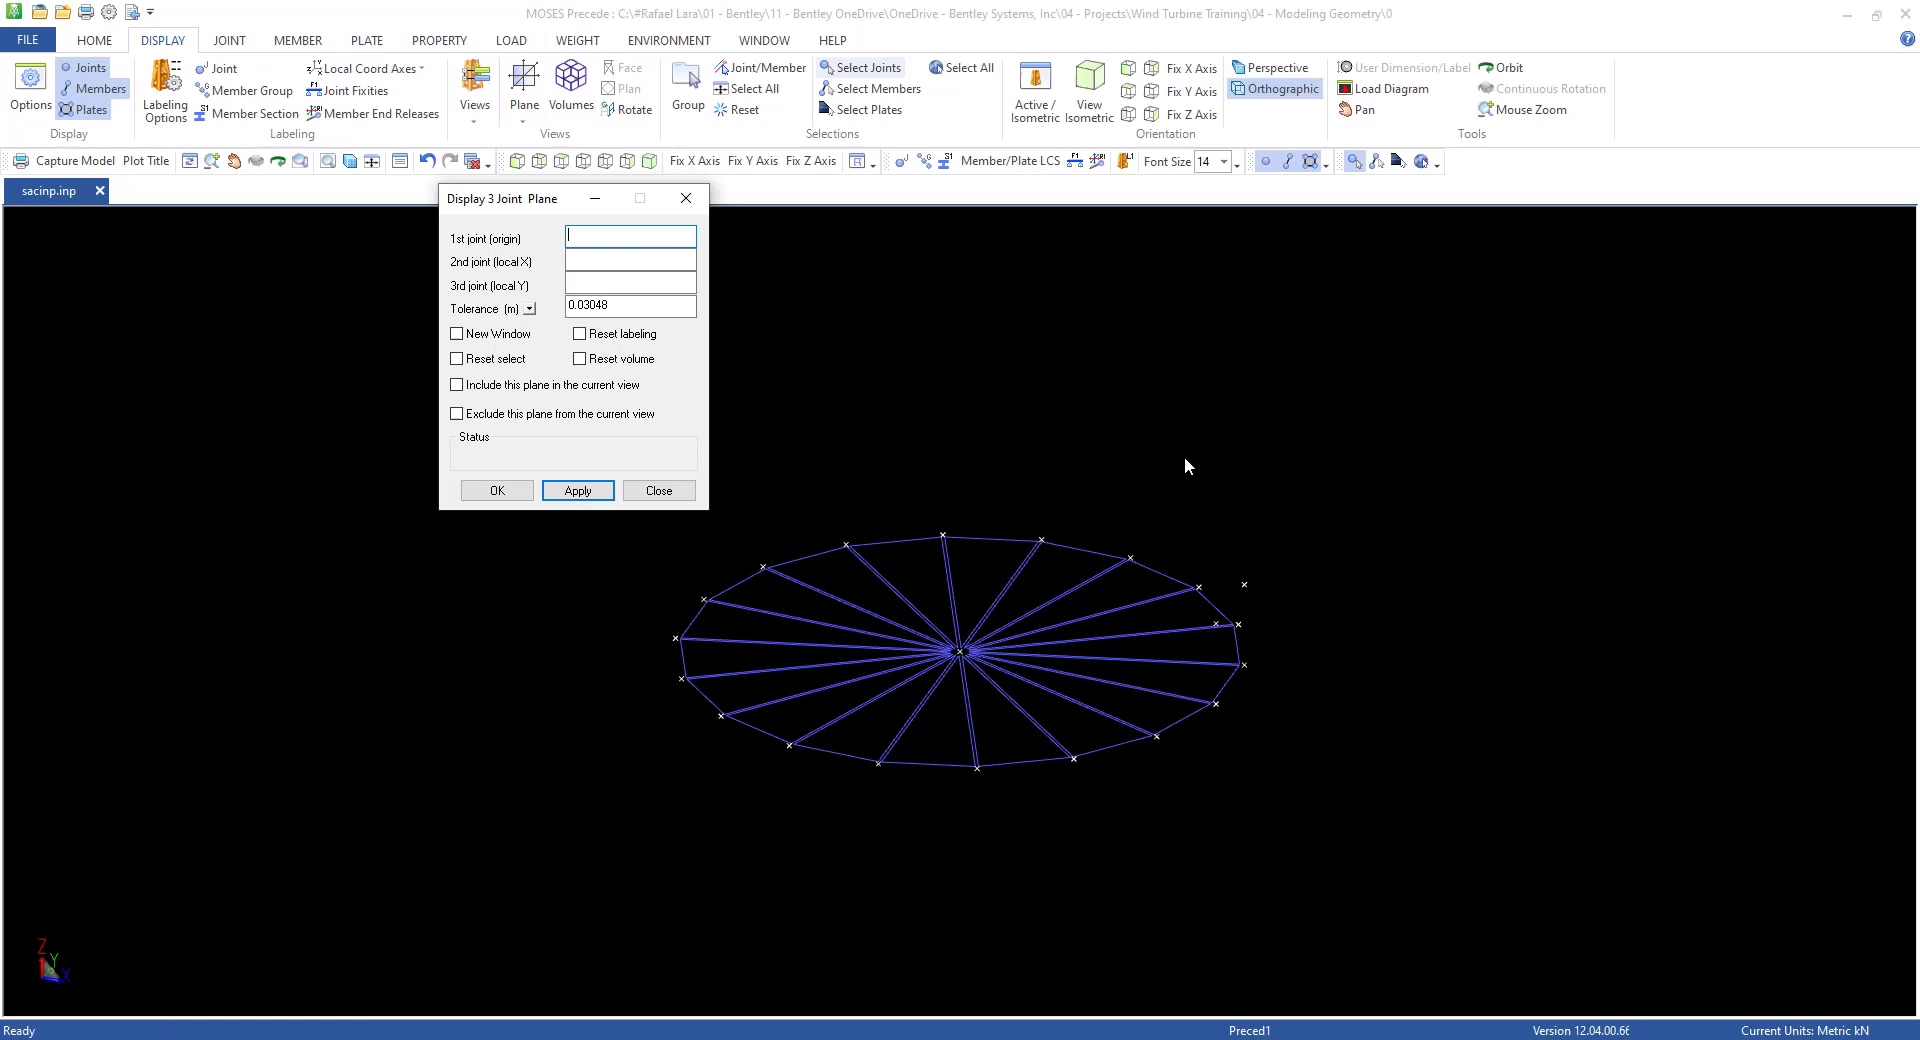 MOSES Precede : C:\#Rafael Lara\01 - Bentley\11 - Bentley OneDrive\OneDrive - Bentley Systems, Inc\04 - Projects\Wind Turbine Training\04 - Modeling Geometry\0
FILE HOME DISPLAY JOINT MEMBER PLATE PROPERTY LOAD WEIGHT ENVIRONMENT WINDOW HELP
Joints Joint Local Coord Axes Face Joint/Member Select Joints Select All Fix X Axis Perspective User Dimension/Label Orbit
Members Member Group Joint Fixities Plan Select All Select Members Fix Y Axis Orthographic Load Diagram Continuous Rotation
Plates Member Section Member End Releases Rotate Reset Select Plates Fix Z Axis Pan Mouse Zoom
Options Labeling Options Views Plane Volumes Group Active / Isometric View Isometric
Display Labeling Views Selections Orientation Tools
Capture Model Plot Title Fix X Axis Fix Y Axis Fix Z Axis Member/Plate LCS Font Size 14
sacinp.inp
Display 3 Joint Plane
1st joint (origin)
2nd joint (local X)
3rd joint (local Y)
Tolerance (m) 0.03048
New Window Reset labeling
Reset select Reset volume
Include this plane in the current view
Exclude this plane from the current view
Status
OK Apply Close
Z
Y
X
Ready Preced1 Version 12.04.00.66 Current Units: Metric kN